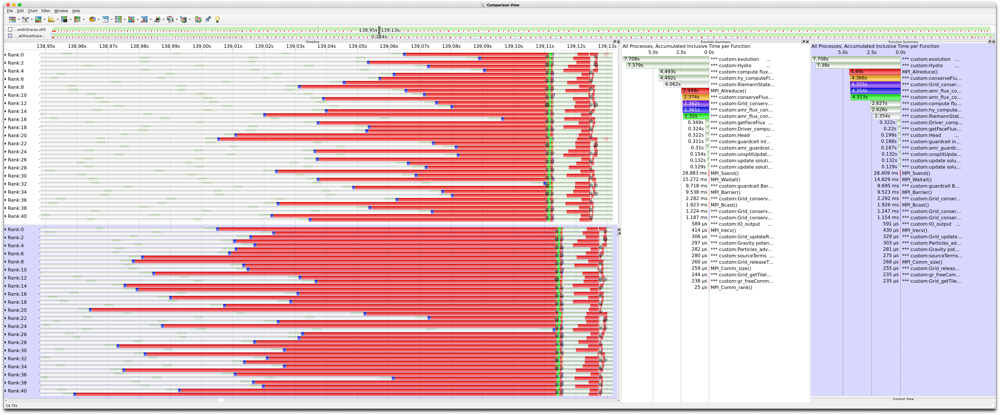 Comparison View
File Edit Chart Filter Window Help
...undir/traces.otf2
138.95s 139.13s
..._without/trace...
0.184s
Timeline
138.95s 138.96s 138.97s 138.98s 138.99s 139.00s 139.01s 139.02s 139.03s 139.04s 139.05s 139.06s 139.07s 139.08s 139.09s 139.10s 139.11s 139.12s 139.13s
Rank:0
Rank:2
Rank:4
Rank:6
Rank:8
Rank:10
Rank:12
Rank:14
Rank:16
Rank:18
Rank:20
Rank:22
Rank:24
Rank:26
Rank:28
Rank:30
Rank:32
Rank:34
Rank:36
Rank:38
Rank:40
Rank:0
Rank:2
Rank:4
Rank:6
Rank:8
Rank:10
Rank:12
Rank:14
Rank:16
Rank:18
Rank:20
Rank:22
Rank:24
Rank:26
Rank:28
Rank:30
Rank:32
Rank:34
Rank:36
Rank:38
Rank:40
14.75s
Function Summary
All Processes, Accumulated Inclusive Time per Function
5.0s 2.5s 0.0s
7.708s *** custom:evolution ...
7.379s *** custom:Hydro ...
4.493s *** custom:compute flux...
4.492s *** custom:hy_computeFl...
4.062s *** custom:RiemannState...
2.449s MPI_Allreduce()
2.374s *** custom:conserveFlux...
2.362s *** custom:Grid_conserv...
2.361s *** custom:amr_flux_con...
2.32s *** custom:amr_flux_con...
0.349s *** custom:getFaceFlux ...
0.324s *** custom:Driver_compu...
0.322s *** custom:Head ...
0.311s *** custom:guardcell int...
0.31s *** custom:amr_guardcel...
0.154s *** custom:unsplitUpdat...
0.132s *** custom:update soluti...
0.129s *** custom:update soluti...
28.883 ms MPI_Ssend()
15.272 ms MPI_Waitall()
9.718 ms *** custom:guardcell Bar...
9.538 ms MPI_Barrier()
2.282 ms *** custom:Grid_conserv...
1.923 ms MPI_Bcast()
1.224 ms *** custom:Grid_conserv...
1.187 ms *** custom:Grid_conserv...
589 µs *** custom:IO_output ...
414 µs MPI_Irecv()
306 µs *** custom:Grid_updateR...
297 µs *** custom:Gravity poten...
282 µs *** custom:Particles_adv...
280 µs *** custom:sourceTerms ...
260 µs *** custom:Grid_releaseT...
259 µs MPI_Comm_size()
244 µs *** custom:Grid_getTileI...
238 µs *** custom:gr_freeComm...
25 µs MPI_Comm_rank()
Function Summary
All Processes, Accumulated Inclusive Time per Function
5.0s 2.5s 0.0s
7.708s *** custom:evolution ...
7.38s *** custom:Hydro ...
4.44s MPI_Allreduce()
4.366s *** custom:conserveFlu...
4.355s *** custom:Grid_conser...
4.354s *** custom:amr_flux_co...
4.313s *** custom:amr_flux_co...
2.627s *** custom:compute flu...
2.626s *** custom:hy_compute...
2.354s *** custom:RiemannStat...
0.322s *** custom:Driver_comp...
0.22s *** custom:getFaceFlux...
0.199s *** custom:Head ...
0.188s *** custom:guardcell in...
0.187s *** custom:amr_guardc...
0.132s *** custom:unsplitUpda...
0.132s *** custom:update solu...
0.129s *** custom:update solu...
28.409 ms MPI_Ssend()
14.829 ms MPI_Waitall()
9.695 ms *** custom:guardcell B...
9.523 ms MPI_Barrier()
2.292 ms *** custom:Grid_conser...
1.926 ms MPI_Bcast()
1.247 ms *** custom:Grid_conser...
1.154 ms *** custom:Grid_conser...
591 µs *** custom:IO_output ...
430 µs MPI_Irecv()
329 µs *** custom:Grid_update...
303 µs *** custom:Particles_ad...
281 µs *** custom:Gravity pot...
275 µs *** custom:sourceTerms...
268 µs MPI_Comm_size()
255 µs *** custom:Grid_releas...
235 µs *** custom:gr_freeCom...
235 µs *** custom:Grid_getTile...
Context View